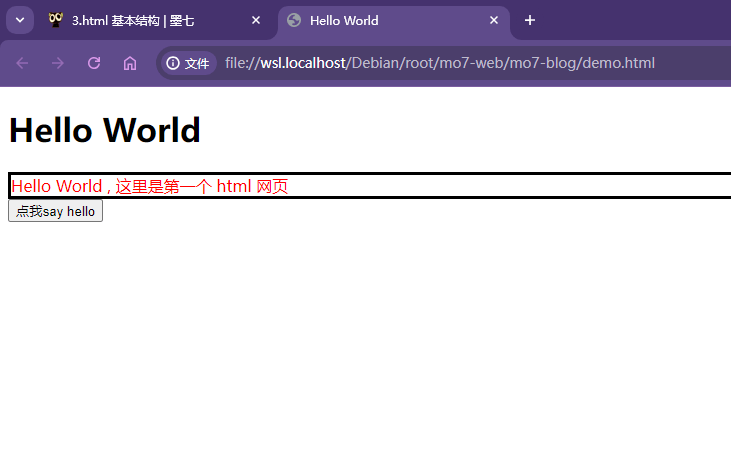 3.html 基本结构 | 墨七
Hello World
文件 file://wsl.localhost/Debian/root/mo7-web/mo7-blog/demo.html
Hello World
Hello World , 这里是第一个 html 网页
点我say hello